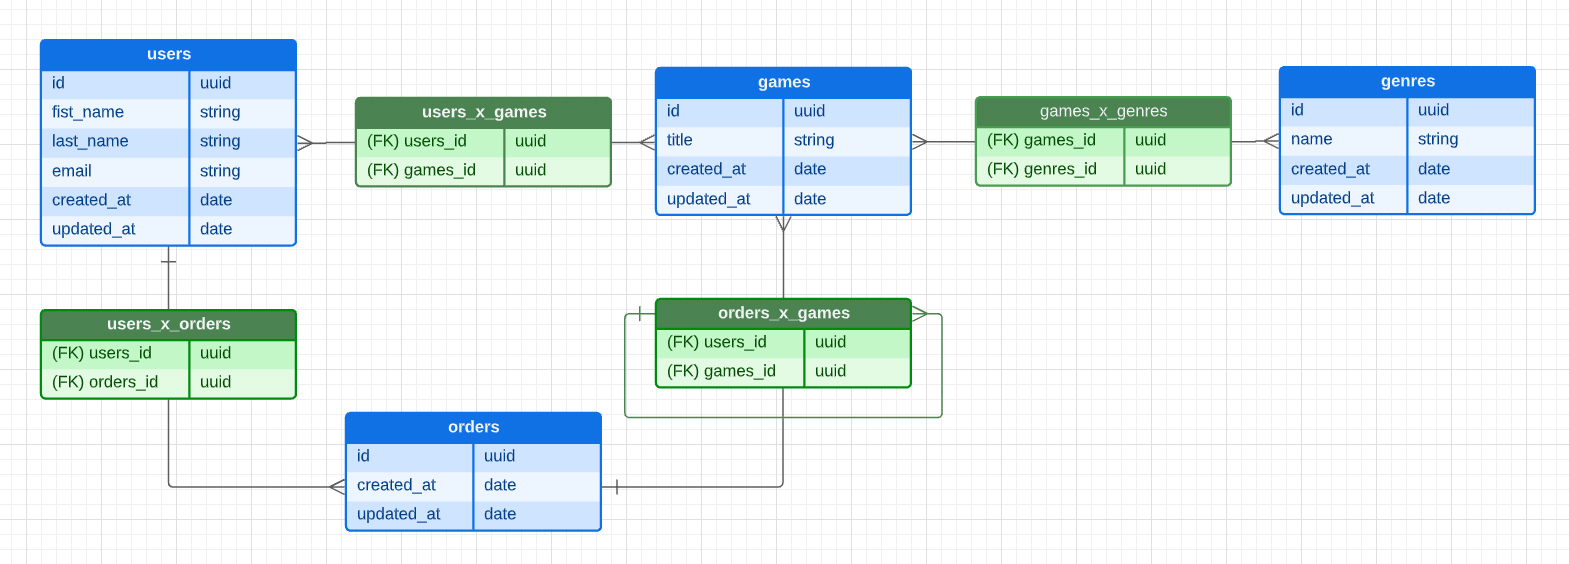 users
id uuid
fist_name string
last_name string
email string
created_at date
updated_at date
users_x_games
(FK) users_id uuid
(FK) games_id uuid
games
id uuid
title string
created_at date
updated_at date
games_x_genres
(FK) games_id uuid
(FK) genres_id uuid
genres
id uuid
name string
created_at date
updated_at date
users_x_orders
(FK) users_id uuid
(FK) orders_id uuid
orders_x_games
(FK) users_id uuid
(FK) games_id uuid
orders
id uuid
created_at date
updated_at date